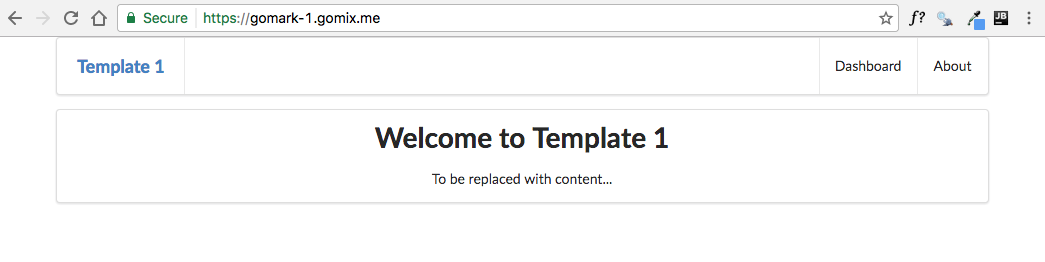 Secure https://gomark-1.gomix.me f? JB
Template 1 Dashboard About
Welcome to Template 1
To be replaced with content...